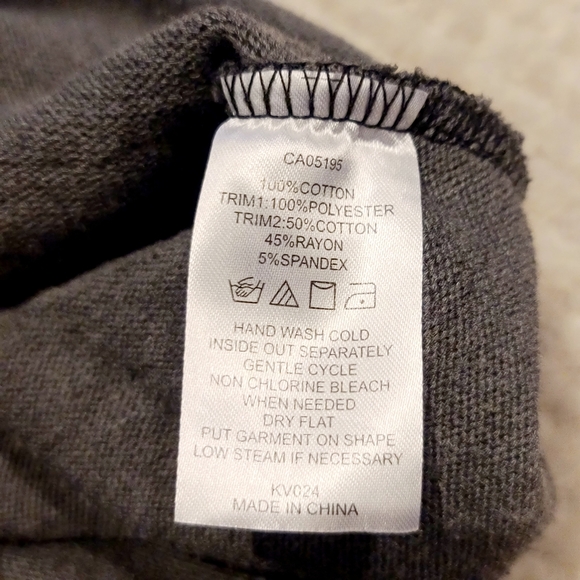 CA05195
100%COTTON
TRIM1:100%POLYESTER
TRIM2:50%COTTON
45%RAYON
5%SPANDEX
HAND WASH COLD
INSIDE OUT SEPARATELY
GENTLE CYCLE
NON CHLORINE BLEACH
WHEN NEEDED
DRY FLAT
PUT GARMENT ON SHAPE
LOW STEAM IF NECESSARY
KV024
MADE IN CHINA